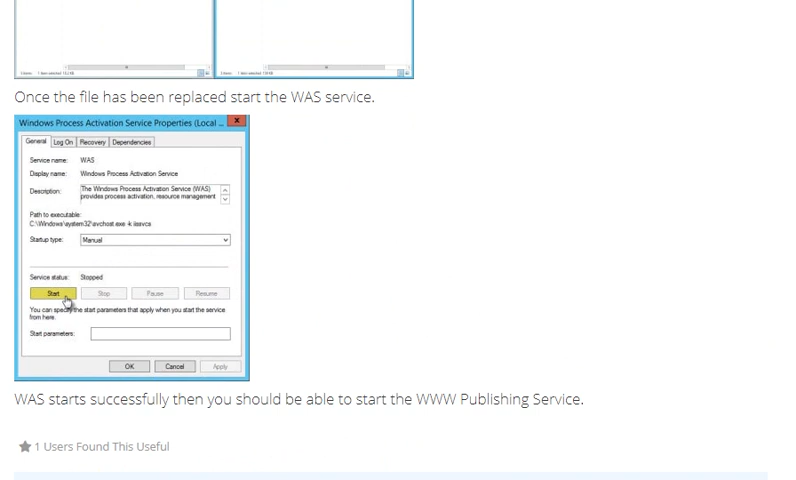 Once the file has been replaced start the WAS service.
Windows Process Activation Service Properties (Local ...
General Log On Recovery Dependencies
Service name: WAS
Display name: Windows Process Activation Service
Description: The Windows Process Activation Service (WAS)
provides process activation, resource management
Path to executable:
C:\Windows\system32\svchost.exe -k iissvcs
Startup type: Manual
Service status: Stopped
Start Stop Pause Resume
You can specify the start parameters that apply when you start the service
from here.
Start parameters:
OK Cancel Apply
WAS starts successfully then you should be able to start the WWW Publishing Service.
1 Users Found This Useful